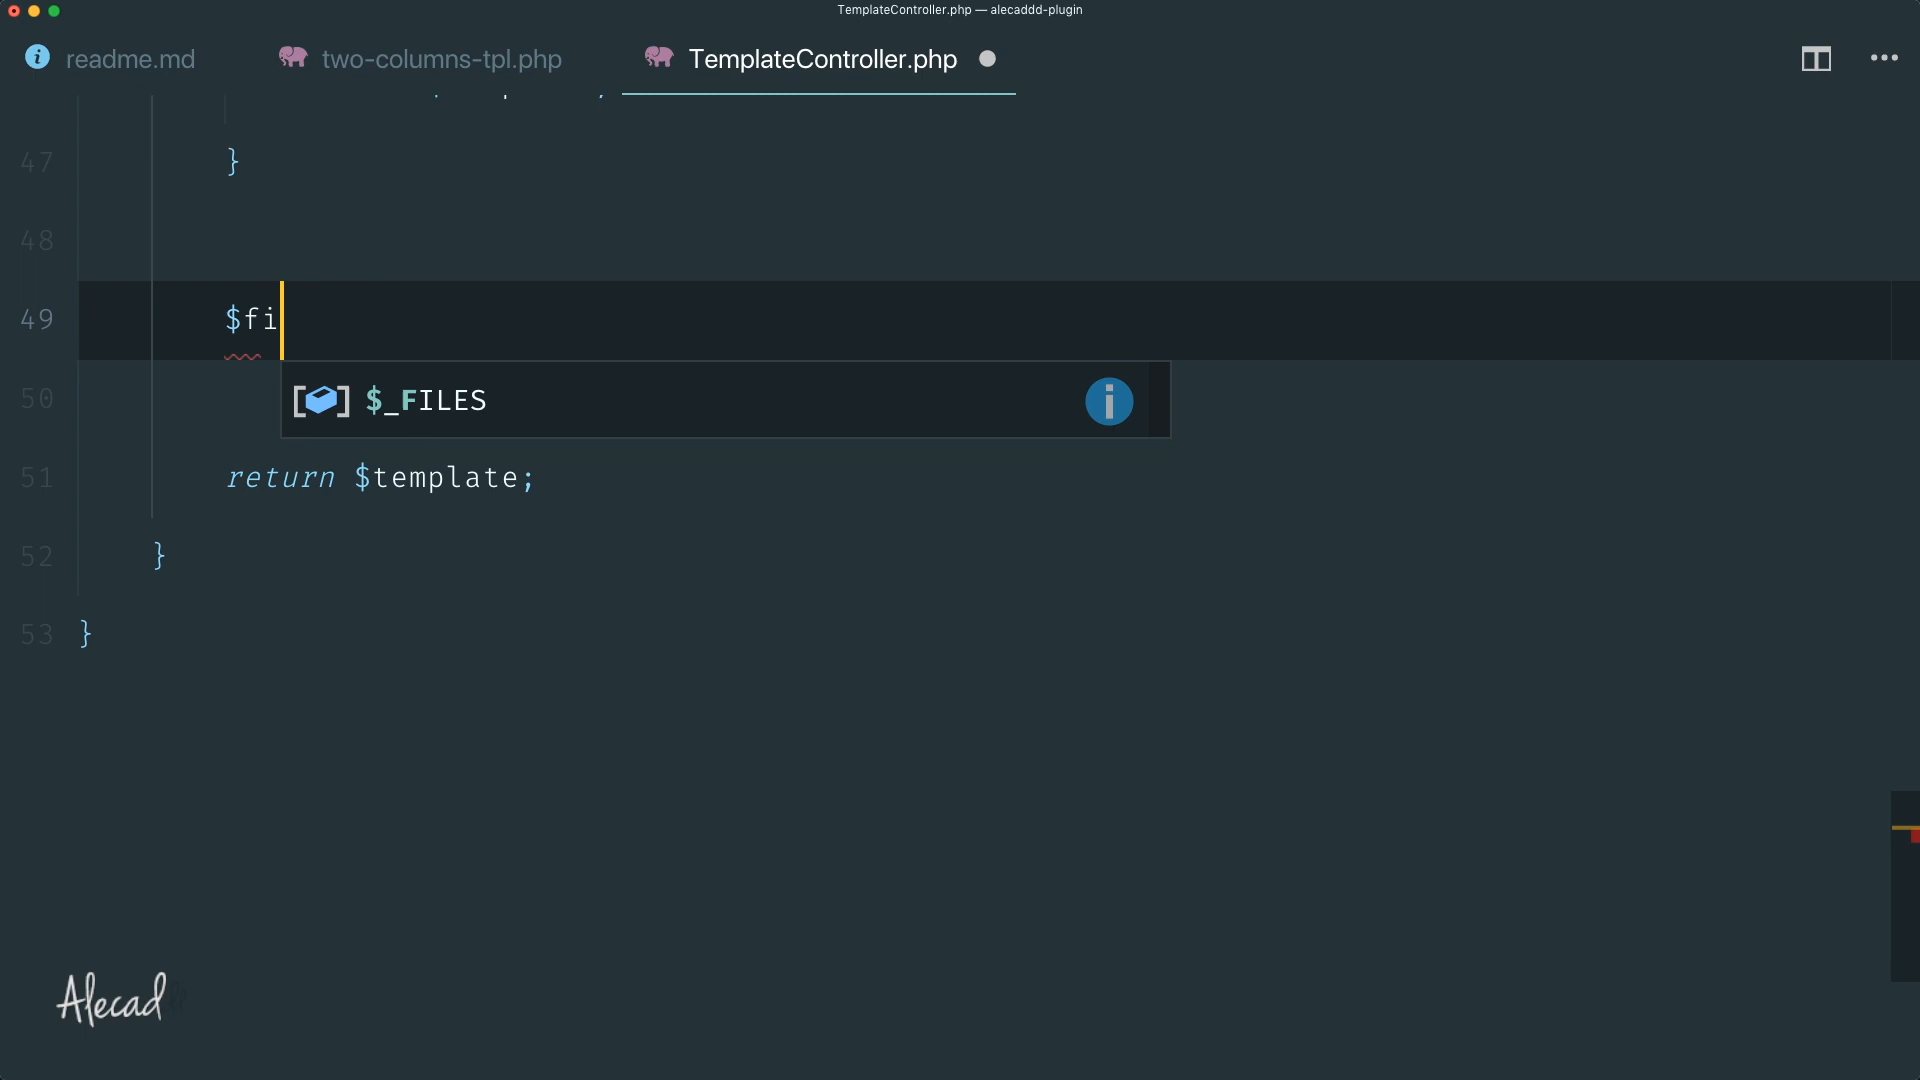 TemplateController.php — alecaddd-plugin
readme.md
two-columns-tpl.php
TemplateController.php
47 }
48
49 $fi
$_FILES
50
51 return $template;
52 }
53 }
Alecad